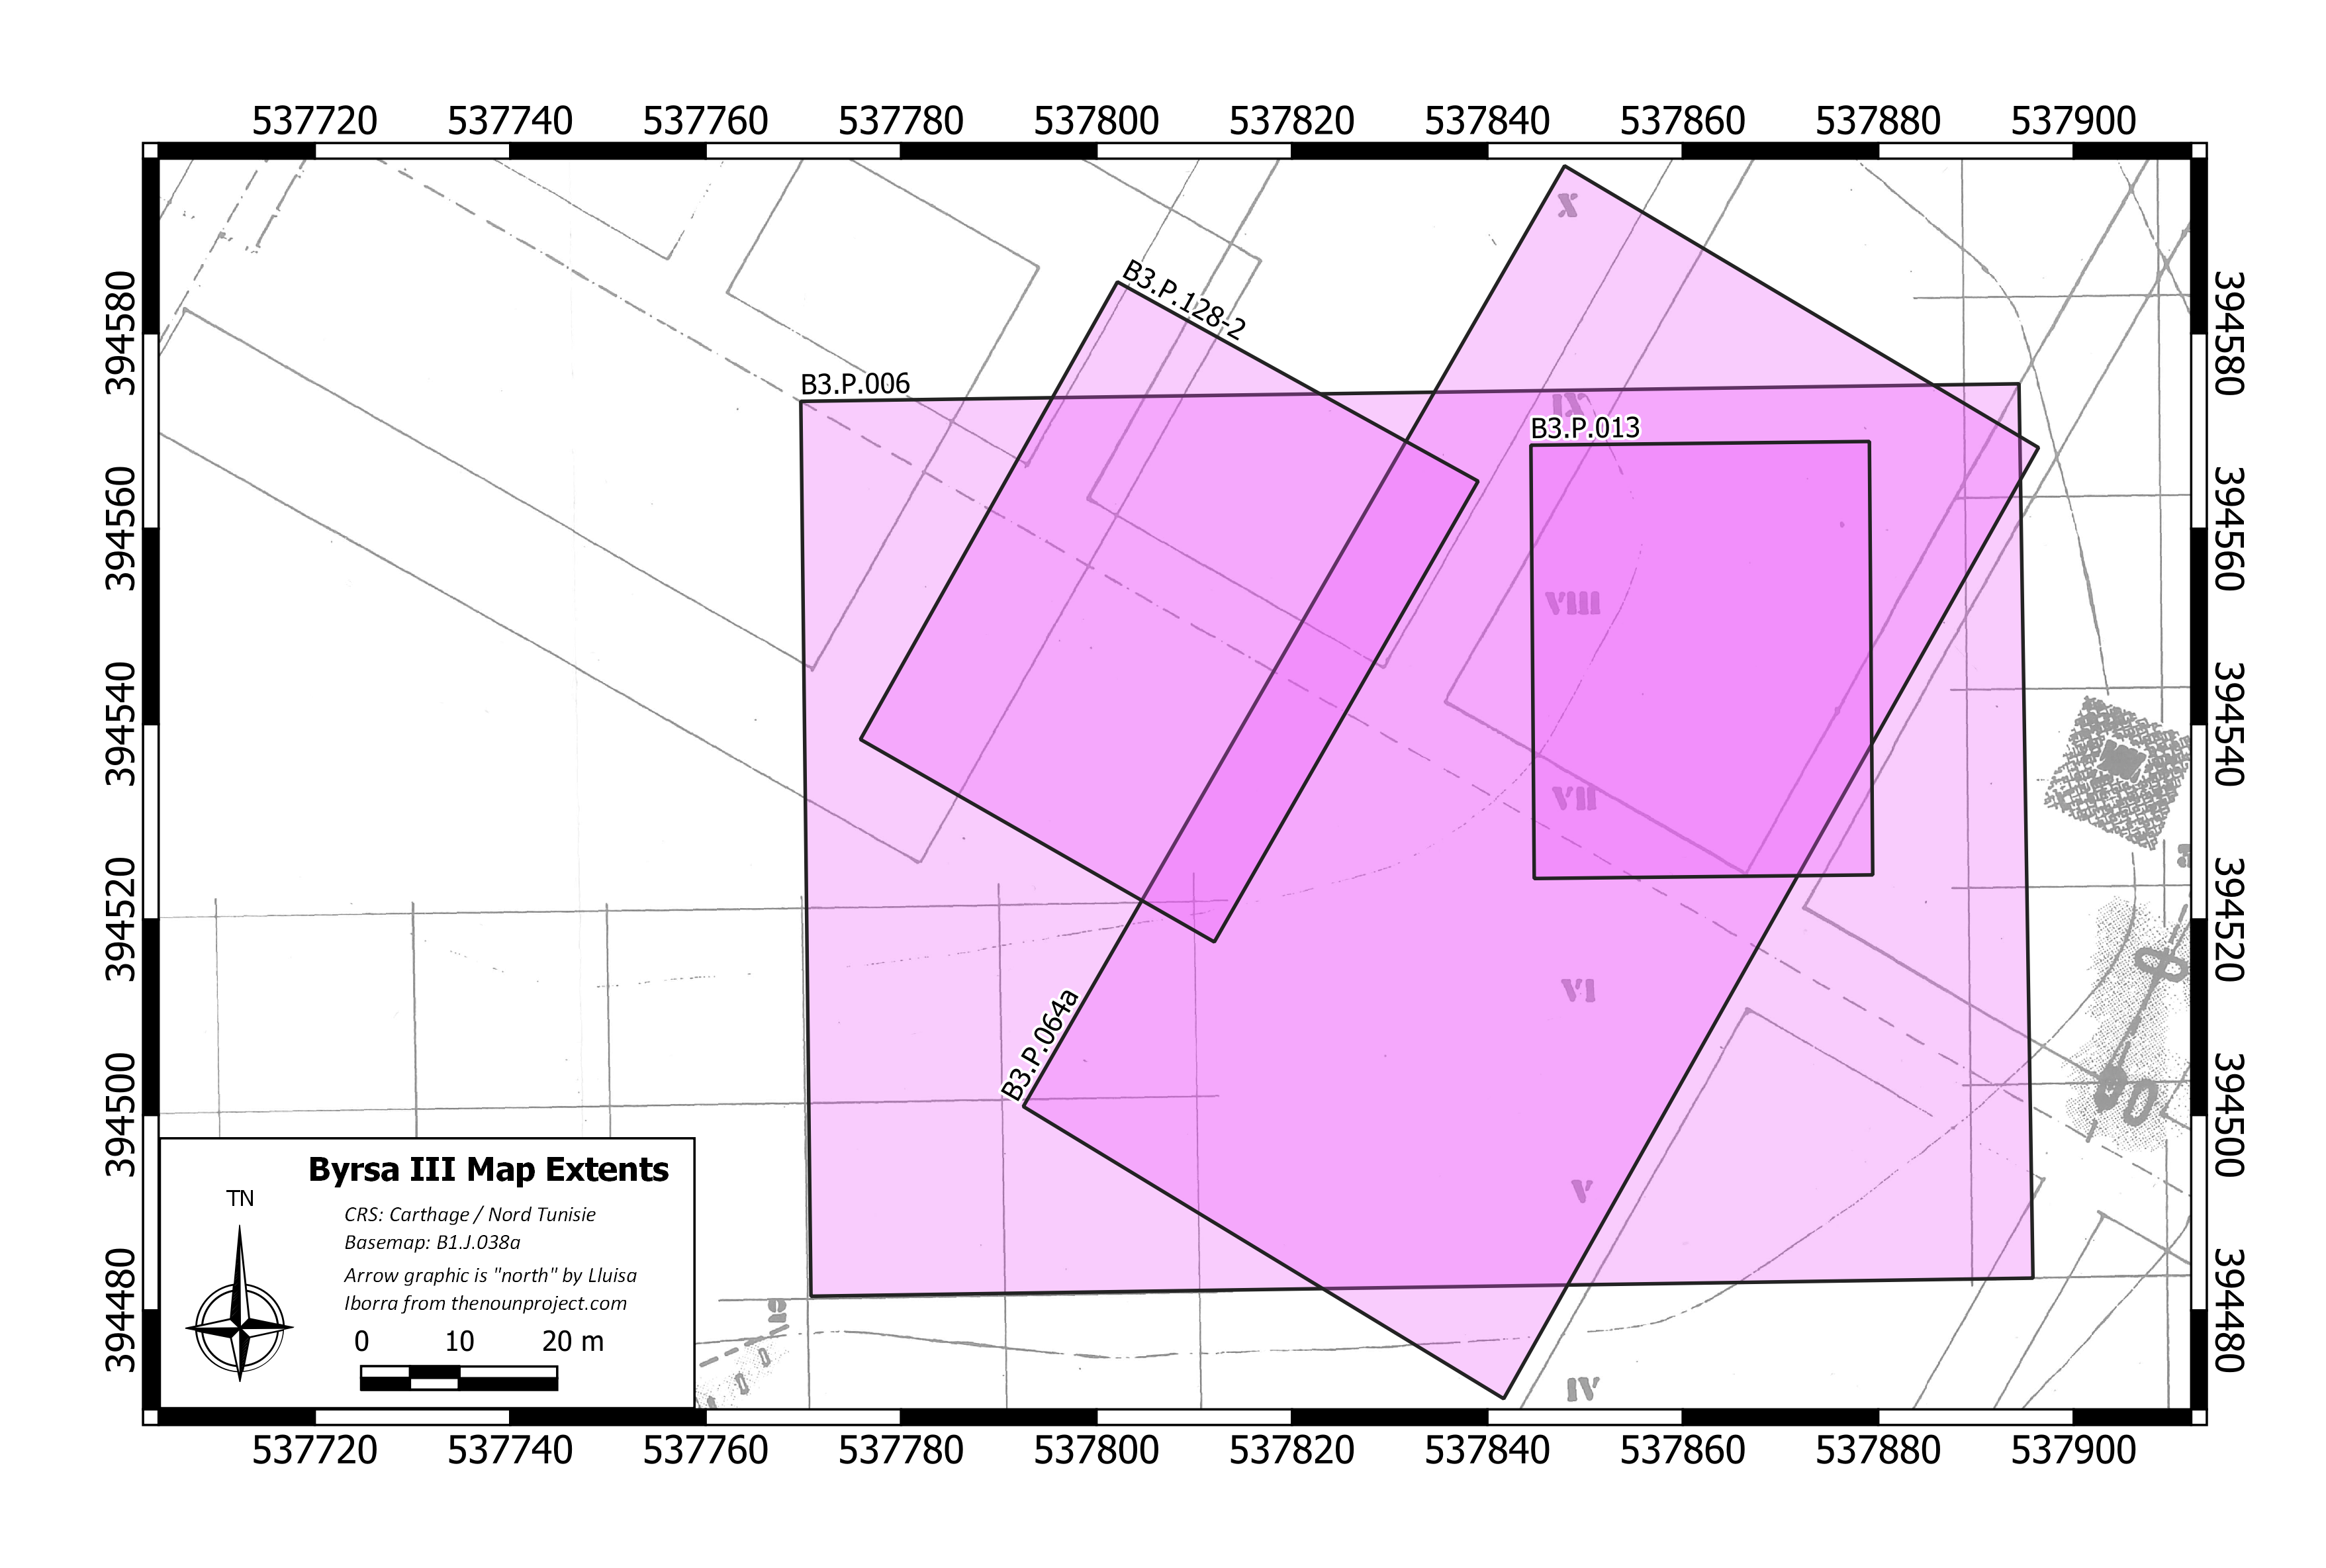 537720 537740 537760 537780 537800 537820 537840 537860 537880 537900
394580
394560
394540
394520
394500
394480
394580
394560
394540
394520
394500
394480
X
B3.P.128-2
B3.P.006
IX
B3.P.013
VIII
VII
VI
B3.P.064a
V
IV
Byrsa III Map Extents
TN
CRS: Carthage / Nord Tunisie
Basemap: B1.J.038a
Arrow graphic is "north" by Lluisa
Iborra from thenounproject.com
0 10 20 m
537720 537740 537760 537780 537800 537820 537840 537860 537880 537900